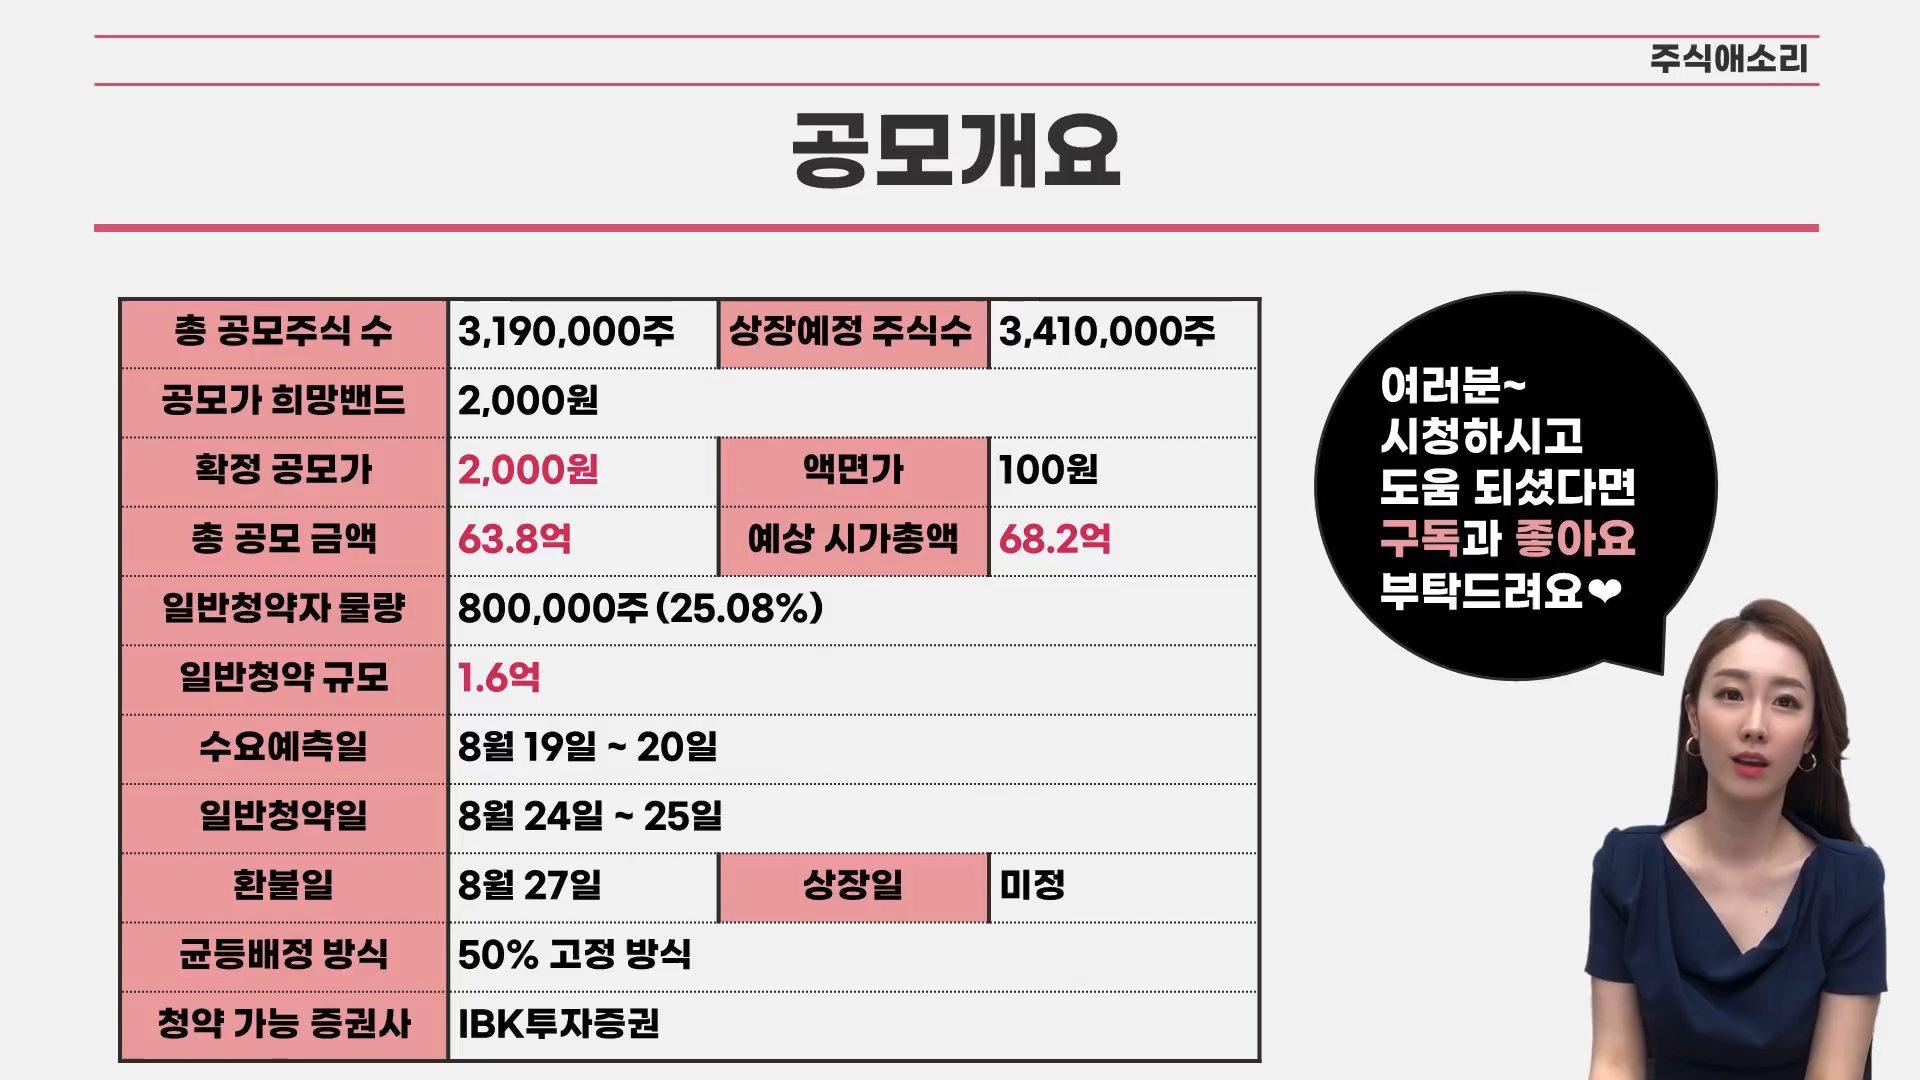 주식애소리
공모개요
총 공모주식 수 3,190,000주 상장예정 주식수 3,410,000주
공모가 희망밴드 2,000원
확정 공모가 2,000원 액면가 100원
총 공모 금액 63.8억 예상 시가총액 68.2억
일반청약자 물량 800,000주 (25.08%)
일반청약 규모 1.6억
수요예측일 8월 19일 ~ 20일
일반청약일 8월 24일 ~ 25일
환불일 8월 27일 상장일 미정
균등배정 방식 50% 고정 방식
청약 가능 증권사 IBK투자증권
여러분~
시청하시고
도움 되셨다면
구독과 좋아요
부탁드려요❤